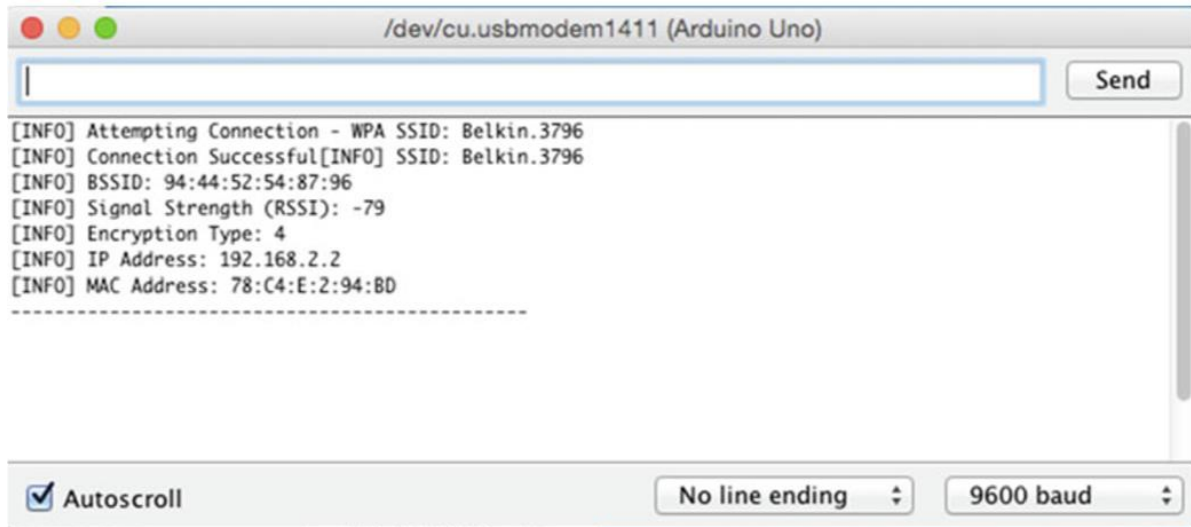 /dev/cu.usbmodem1411 (Arduino Uno)
Send
[INFO] Attempting Connection - WPA SSID: Belkin.3796
[INFO] Connection Successful[INFO] SSID: Belkin.3796
[INFO] BSSID: 94:44:52:54:87:96
[INFO] Signal Strength (RSSI): -79
[INFO] Encryption Type: 4
[INFO] IP Address: 192.168.2.2
[INFO] MAC Address: 78:C4:E:2:94:BD
-----------------------------------------------
Autoscroll
No line ending
9600 baud